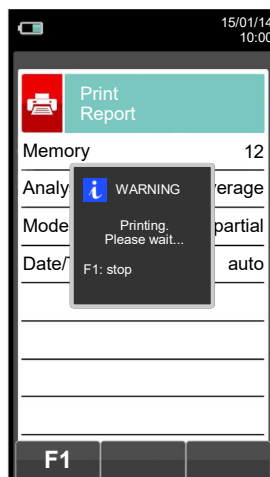 15/01/14
10:00
Print
Report
Memory 12
Analy verage
Mode partial
Date/ auto
i WARNING
Printing.
Please wait...
F1: stop
F1